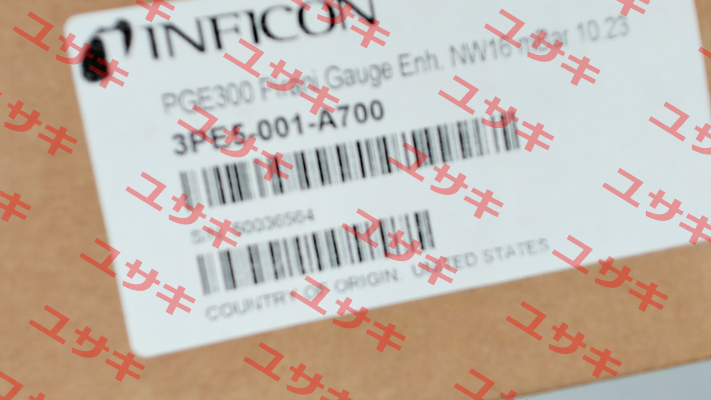 INFICON
PGE300 Pirani Gauge Enh. NW16 mBar 10.23
3PE5-001-A700
COUNTRY OF ORIGIN. UNITED STATES
ユサキ